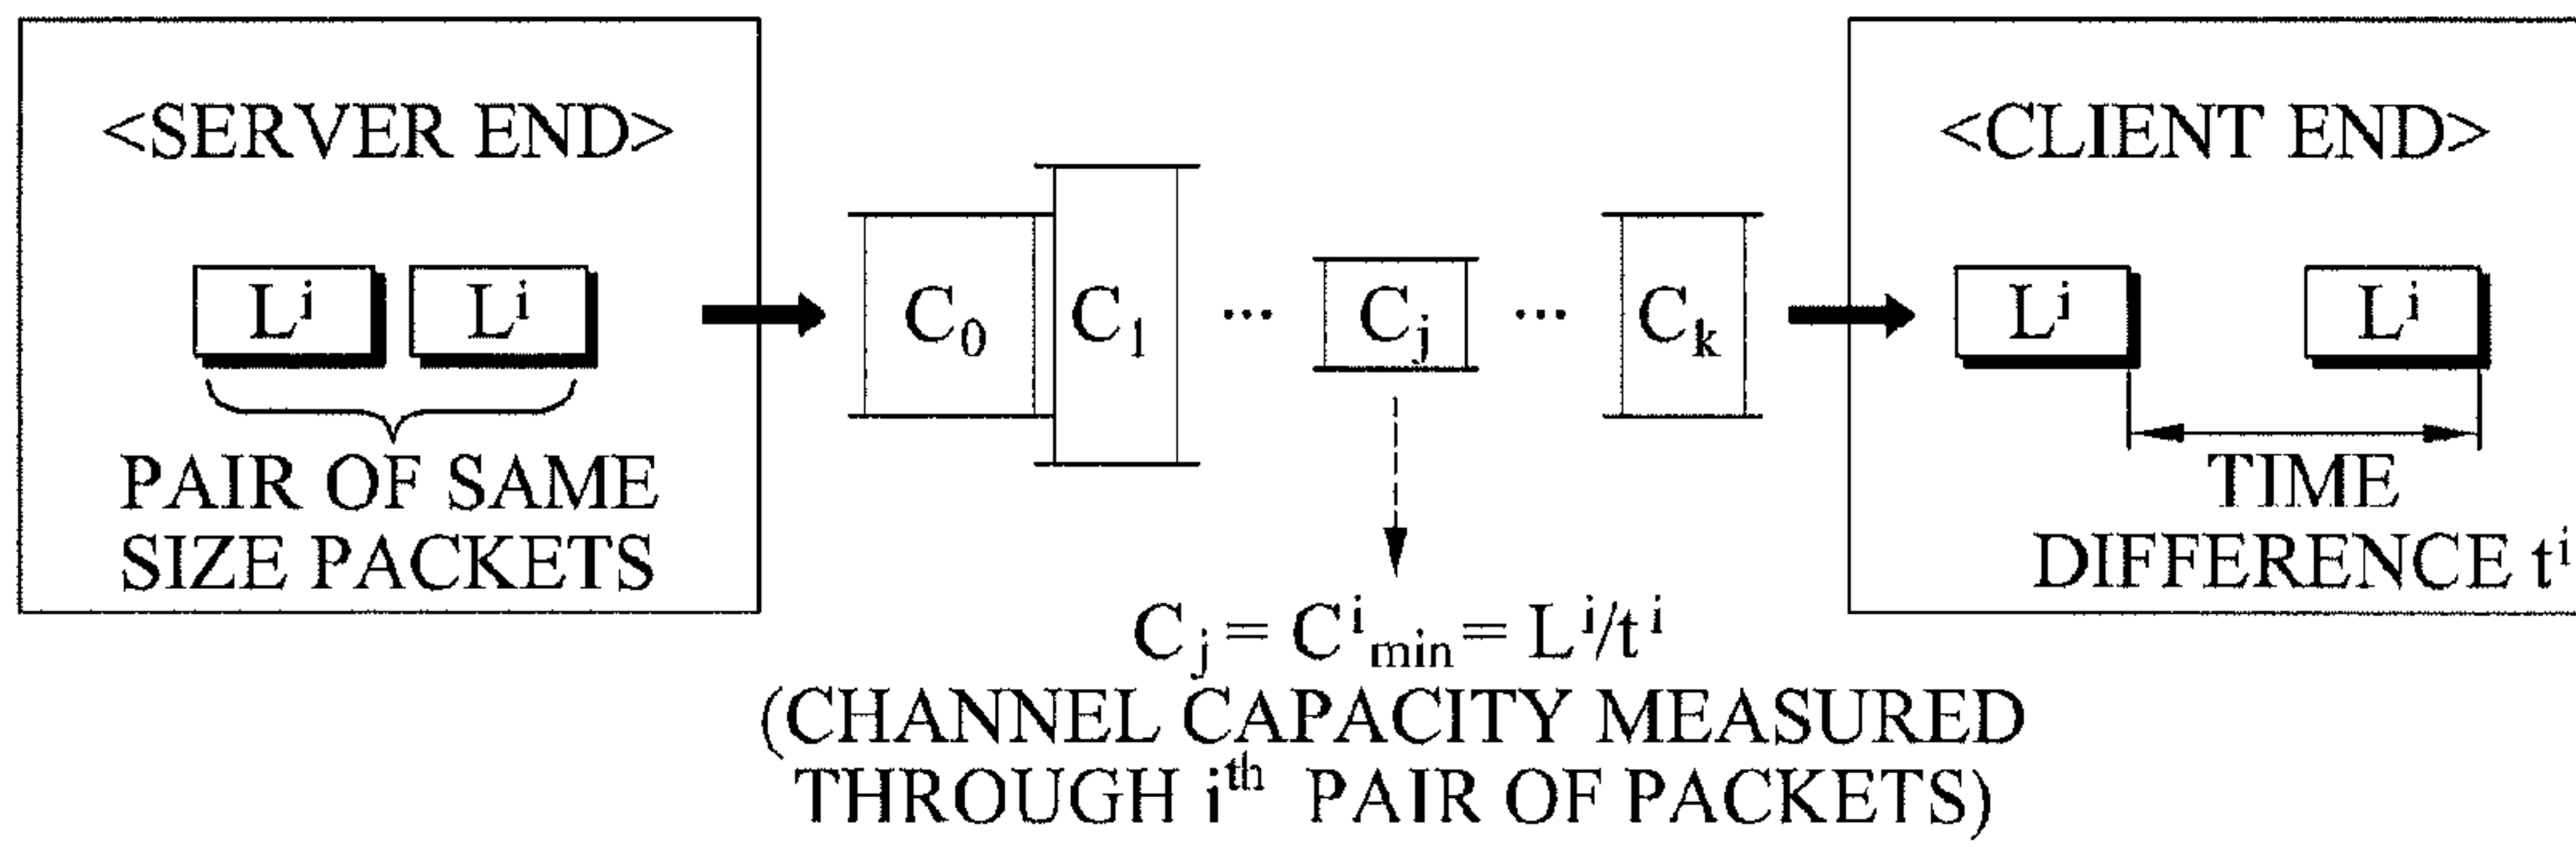 <SERVER END>
L^i L^i
PAIR OF SAME
SIZE PACKETS
C_0 C_1 ... C_j ... C_k
C_j = C^i_min = L^i/t^i
(CHANNEL CAPACITY MEASURED
THROUGH i^th PAIR OF PACKETS)
<CLIENT END>
L^i L^i
TIME
DIFFERENCE t^i